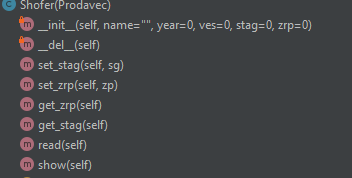 Shofer(Prodavec)
__init__(self, name="", year=0, ves=0, stag=0, zrp=0)
__del__(self)
set_stag(self, sg)
set_zrp(self, zp)
get_zrp(self)
get_stag(self)
read(self)
show(self)